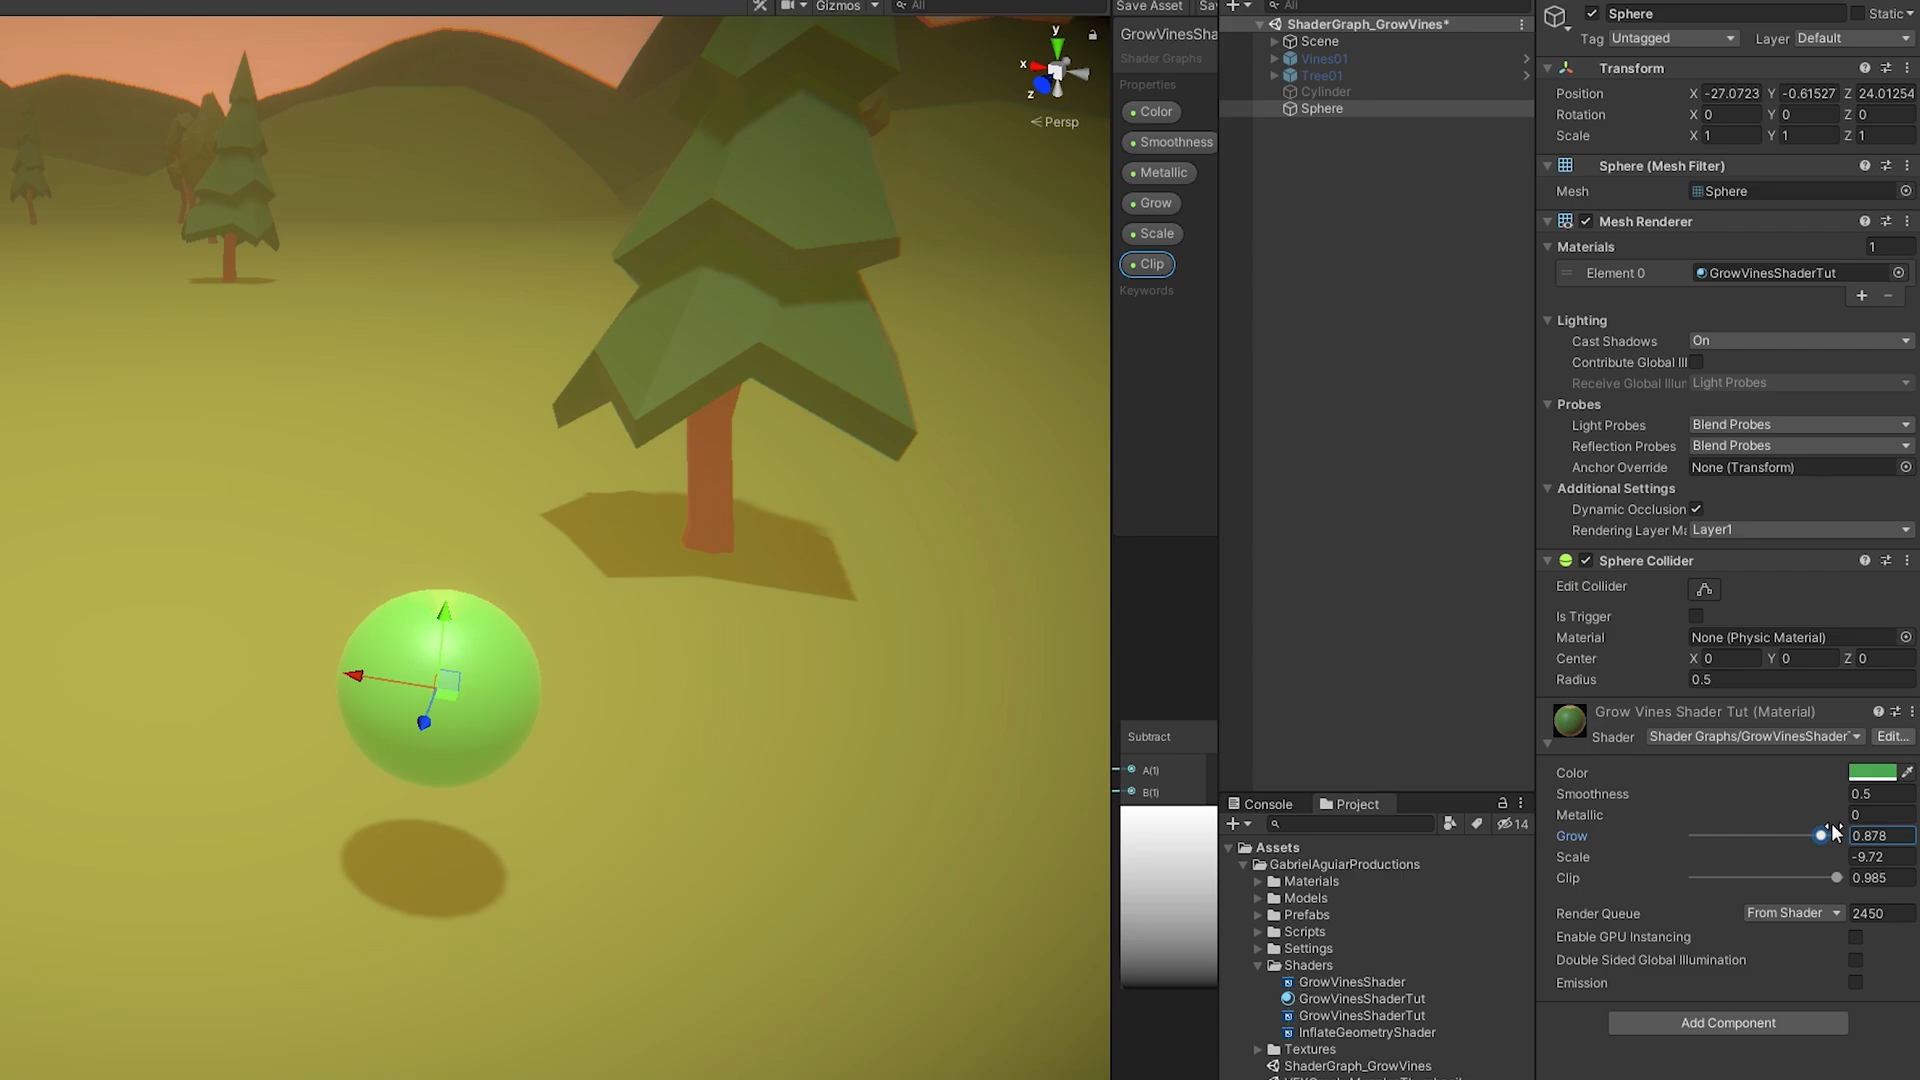 Gizmos
All
y
x
z
Persp
Save Asset
Sa
GrowVinesSha
Shader Graphs
Properties
Color
Smoothness
Metallic
Grow
Scale
Clip
Keywords
Subtract
A(1)
B(1)
All
ShaderGraph_GrowVines*
Scene
Vines01
Tree01
Cylinder
Sphere
Console
Project
14
Assets
GabrielAguiarProductions
Materials
Models
Prefabs
Scripts
Settings
Shaders
GrowVinesShader
GrowVinesShaderTut
GrowVinesShaderTut
InflateGeometryShader
Textures
ShaderGraph_GrowVines
Sphere
Static
Tag Untagged Layer Default
Transform
Position X -27.0723 Y -0.61527 Z 24.01254
Rotation X 0 Y 0 Z 0
Scale X 1 Y 1 Z 1
Sphere (Mesh Filter)
Mesh Sphere
Mesh Renderer
Materials 1
Element 0 GrowVinesShaderTut
Lighting
Cast Shadows On
Contribute Global Ill
Receive Global Illun Light Probes
Probes
Light Probes Blend Probes
Reflection Probes Blend Probes
Anchor Override None (Transform)
Additional Settings
Dynamic Occlusion
Rendering Layer Ma Layer1
Sphere Collider
Edit Collider
Is Trigger
Material None (Physic Material)
Center X 0 Y 0 Z 0
Radius 0.5
Grow Vines Shader Tut (Material)
Shader Shader Graphs/GrowVinesShader Edit...
Color
Smoothness 0.5
Metallic 0
Grow 0.878
Scale -9.72
Clip 0.985
Render Queue From Shader 2450
Enable GPU Instancing
Double Sided Global Illumination
Emission
Add Component